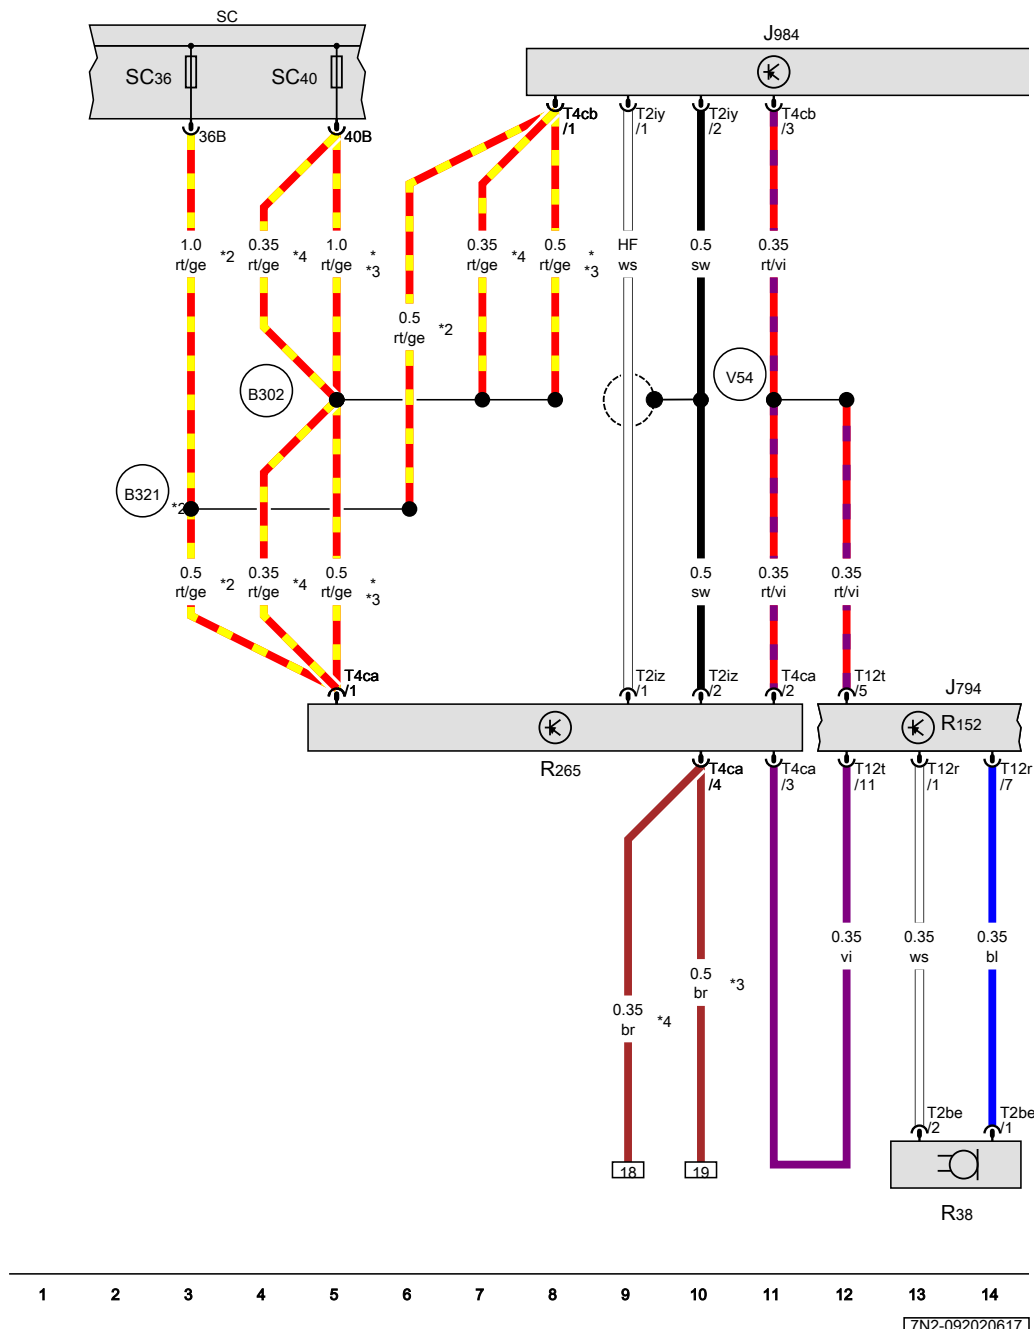 SC
J984
SC36
SC40
36B
40B
T4cb
/1
T2iy
/1
T2iy
/2
T4cb
/3
1.0
rt/ge
*2
0.35
rt/ge
*4
1.0
rt/ge
*
*3
0.35
rt/ge
*4
0.5
rt/ge
*
*3
HF
ws
0.5
sw
0.35
rt/vi
0.5
rt/ge
*2
B302
V54
B321
*2
0.5
rt/ge
*2
0.35
rt/ge
*4
0.5
rt/ge
*
*3
0.5
sw
0.35
rt/vi
0.35
rt/vi
T4ca
/1
T2iz
/1
T2iz
/2
T4ca
/2
T12t
/5
J794
R152
R265
T4ca
/4
T4ca
/3
T12t
/11
T12r
/1
T12r
/7
0.35
vi
0.35
ws
0.35
bl
0.5
br
*3
0.35
br
*4
T2be
/2
T2be
/1
18
19
R38
1 2 3 4 5 6 7 8 9 10 11 12 13 14
7N2-092020617